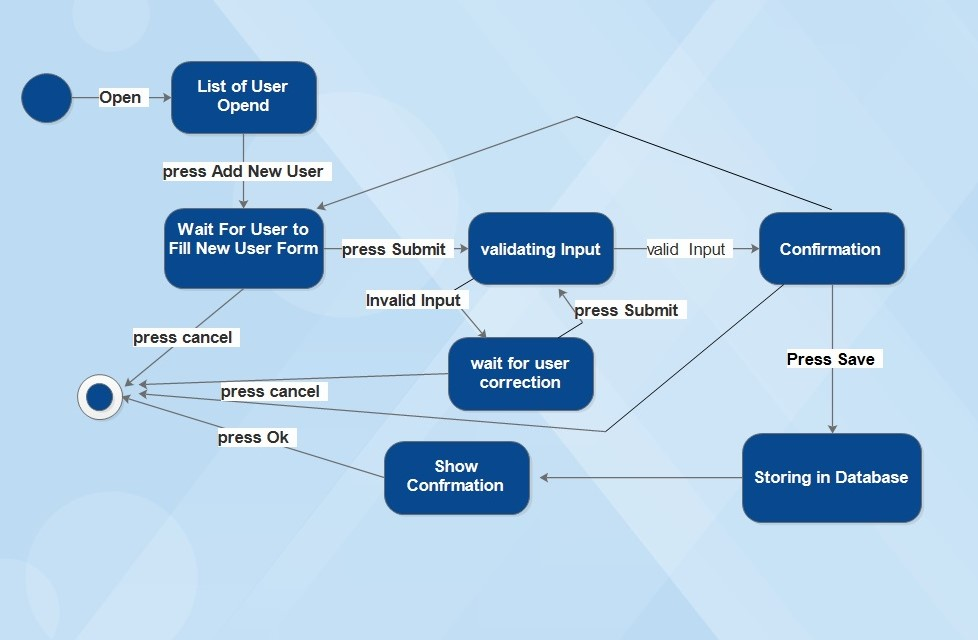 Open
List of User
Opend
press Add New User
Wait For User to
Fill New User Form
press Submit
validating Input
valid Input
Confirmation
Invalid Input
press Submit
press cancel
wait for user
correction
Press Save
press cancel
press Ok
Show
Confrmation
Storing in Database